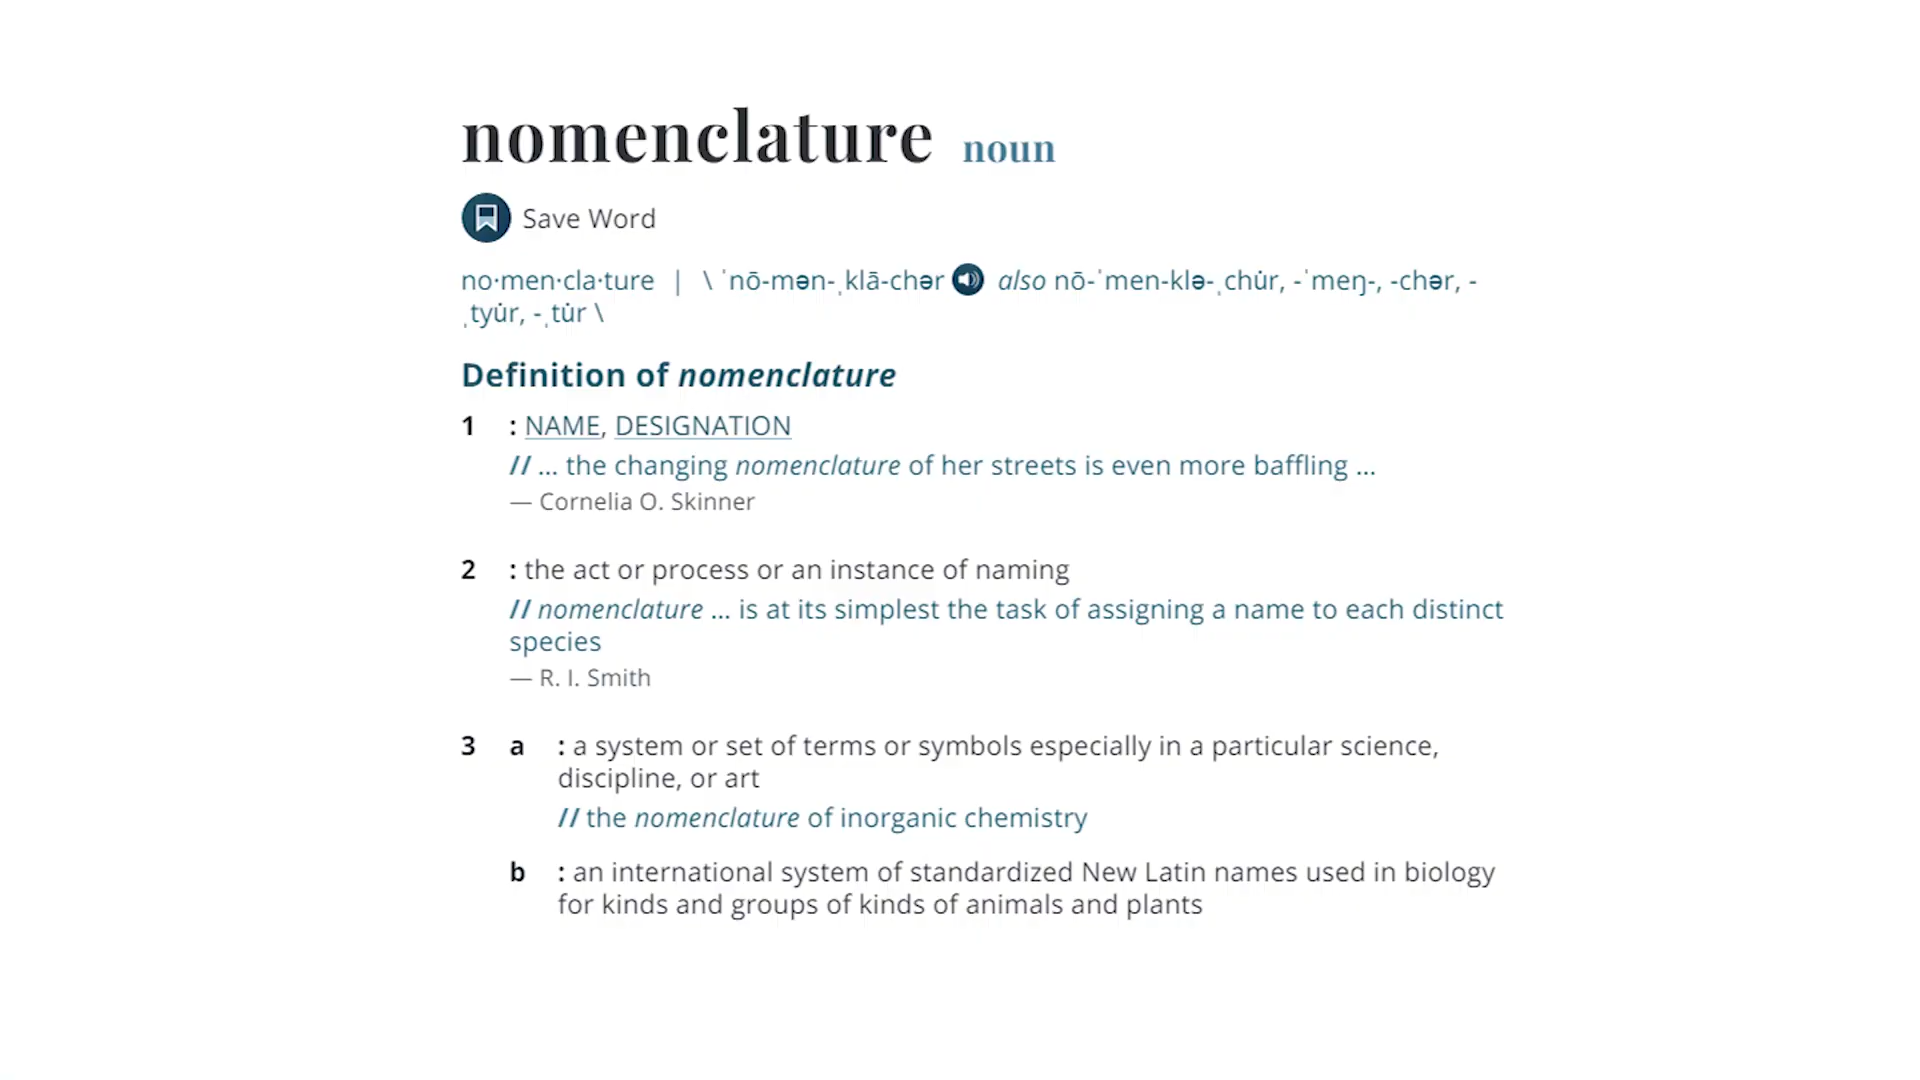 nomenclature noun
Save Word
no·men·cla·ture | \ ˈnō-mən-ˌklā-chər also nō-ˈmen-klə-ˌchu̇r, -ˈmeŋ-, -chər, -
ˌtyu̇r, -ˌtu̇r \
Definition of nomenclature
1 : NAME, DESIGNATION
// ... the changing nomenclature of her streets is even more baffling ...
— Cornelia O. Skinner
2 : the act or process or an instance of naming
// nomenclature ... is at its simplest the task of assigning a name to each distinct
species
— R. I. Smith
3 a : a system or set of terms or symbols especially in a particular science,
discipline, or art
// the nomenclature of inorganic chemistry
b : an international system of standardized New Latin names used in biology
for kinds and groups of kinds of animals and plants